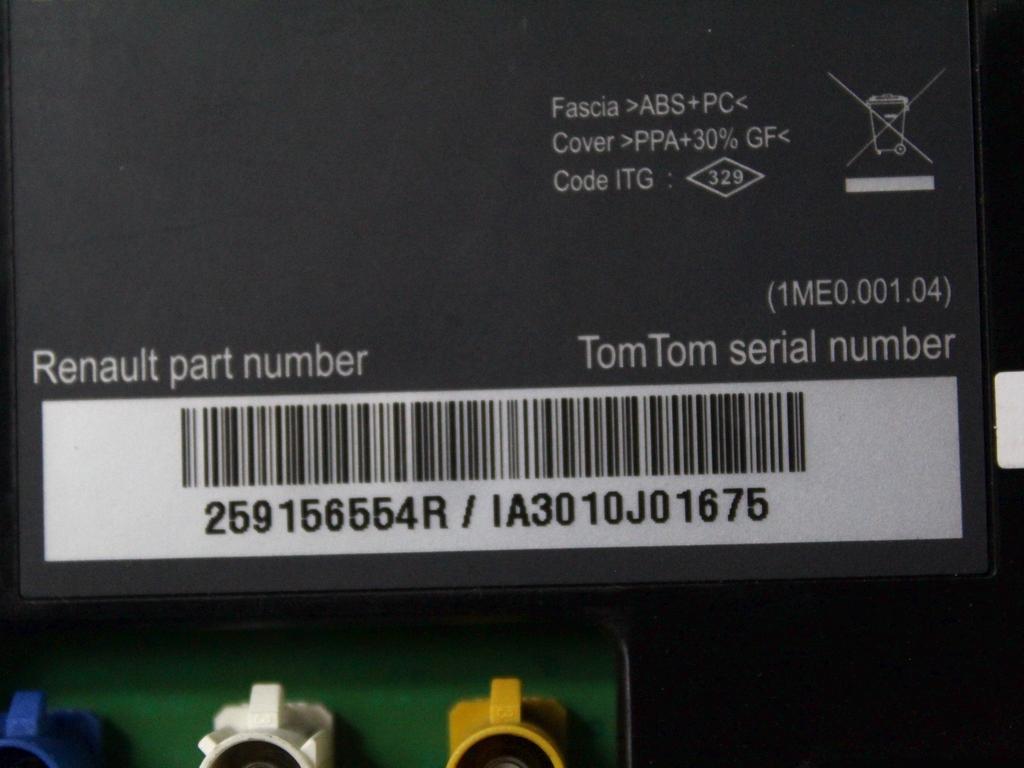 Fascia >ABS+PC<
Cover >PPA+30% GF<
Code ITG : 329
(1ME0.001.04)
Renault part number
TomTom serial number
259156554R / IA3010J01675